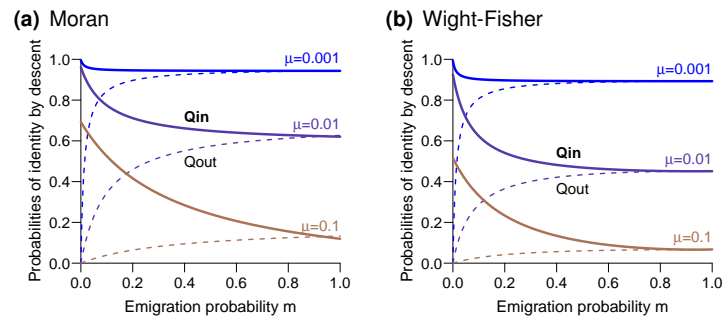 (a) Moran
Probabilities of identity by descent
1.0
0.8
0.6
0.4
0.2
0.0
μ=0.001
Qin
μ=0.01
Qout
μ=0.1
0.0 0.2 0.4 0.6 0.8 1.0
Emigration probability m
(b) Wight-Fisher
Probabilities of identity by descent
1.0
0.8
0.6
0.4
0.2
0.0
μ=0.001
Qin
μ=0.01
Qout
μ=0.1
0.0 0.2 0.4 0.6 0.8 1.0
Emigration probability m